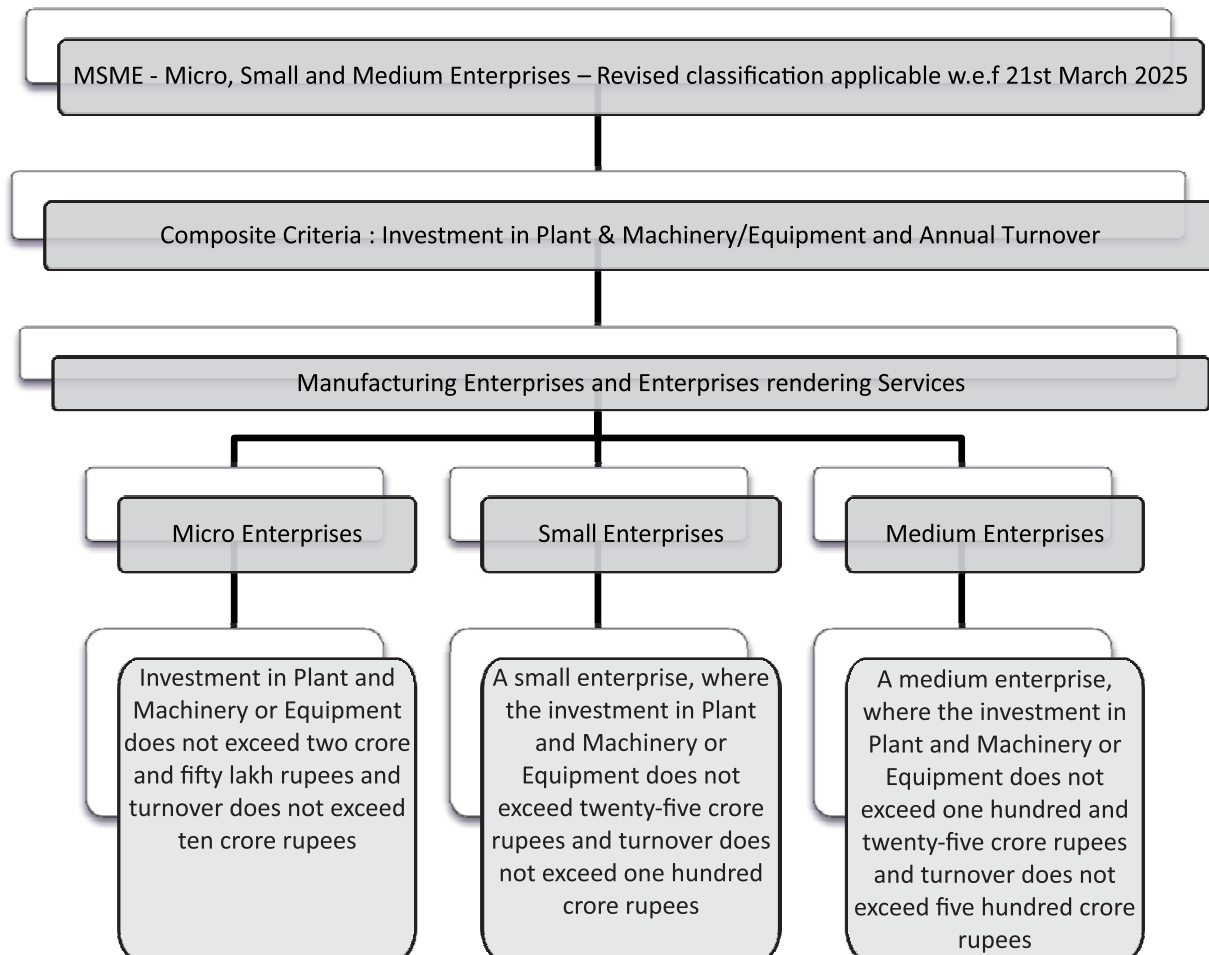 MSME - Micro, Small and Medium Enterprises – Revised classification applicable w.e.f 21st March 2025
Composite Criteria : Investment in Plant & Machinery/Equipment and Annual Turnover
Manufacturing Enterprises and Enterprises rendering Services
Micro Enterprises
Small Enterprises
Medium Enterprises
Investment in Plant and
Machinery or Equipment
does not exceed two crore
and fifty lakh rupees and
turnover does not exceed
ten crore rupees
A small enterprise, where
the investment in Plant
and Machinery or
Equipment does not
exceed twenty-five crore
rupees and turnover does
not exceed one hundred
crore rupees
A medium enterprise,
where the investment in
Plant and Machinery or
Equipment does not
exceed one hundred and
twenty-five crore rupees
and turnover does not
exceed five hundred crore
rupees